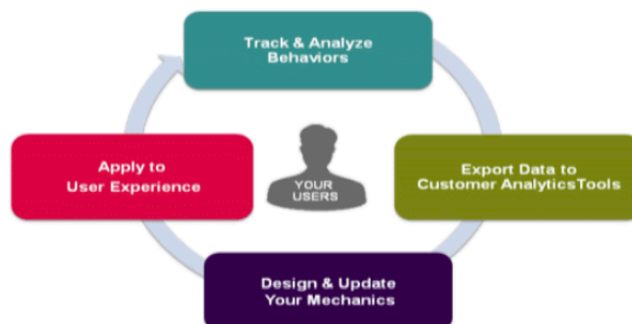 Track & Analyze
Behaviors
Apply to
User Experience
YOUR
USERS
Export Data to
Customer AnalyticsTools
Design & Update
Your Mechanics